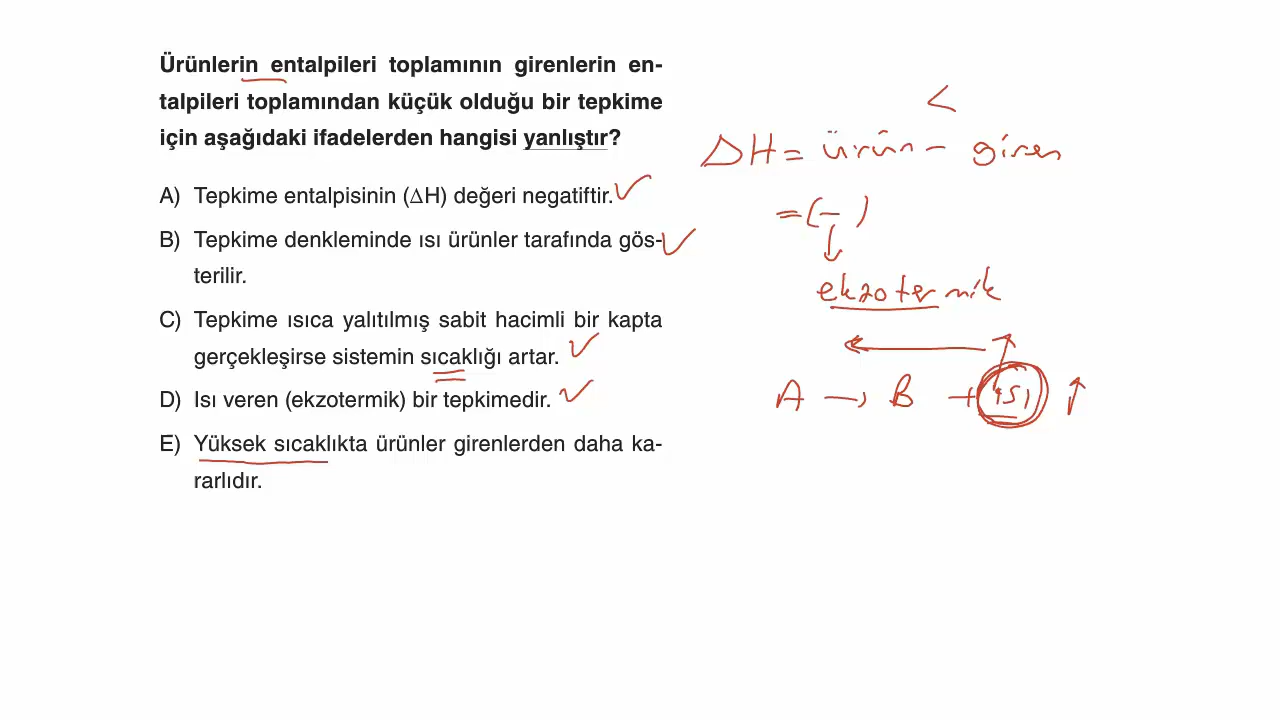 Ürünlerin entalpileri toplamının girenlerin en-
talpileri toplamından küçük olduğu bir tepkime
için aşağıdaki ifadelerden hangisi yanlıştır?
A) Tepkime entalpisinin (ΔH) değeri negatiftir.
B) Tepkime denkleminde ısı ürünler tarafında gös-
terilir.
C) Tepkime ısıca yalıtılmış sabit hacimli bir kapta
gerçekleşirse sistemin sıcaklığı artar.
D) Isı veren (ekzotermik) bir tepkimedir.
E) Yüksek sıcaklıkta ürünler girenlerden daha ka-
rarlıdır.
<
ΔH = ürün - giren
= (-)
ekzotermik
A → B + ısı ↑